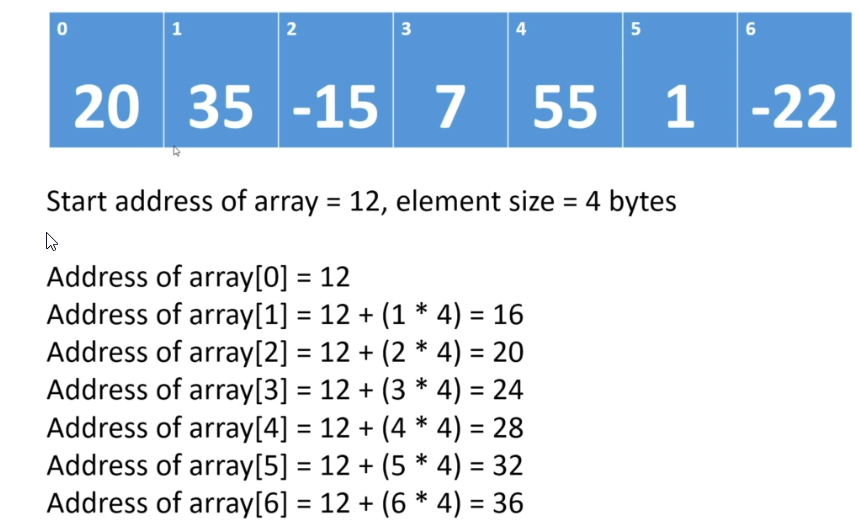 0 1 2 3 4 5 6
20 35 -15 7 55 1 -22
Start address of array = 12, element size = 4 bytes
Address of array[0] = 12
Address of array[1] = 12 + (1 * 4) = 16
Address of array[2] = 12 + (2 * 4) = 20
Address of array[3] = 12 + (3 * 4) = 24
Address of array[4] = 12 + (4 * 4) = 28
Address of array[5] = 12 + (5 * 4) = 32
Address of array[6] = 12 + (6 * 4) = 36